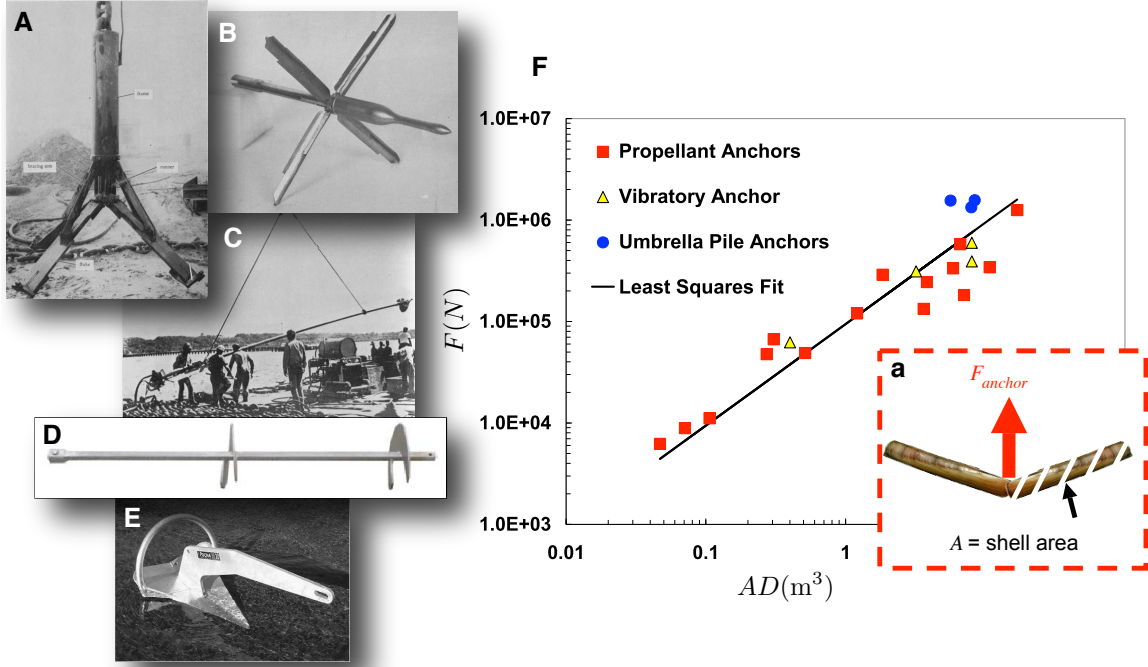 A
B
C
D
E
F
1.0E+07
1.0E+06
1.0E+05
1.0E+04
1.0E+03
F(N)
Propellant Anchors
Vibratory Anchor
Umbrella Pile Anchors
Least Squares Fit
0.01
0.1
1
AD(m³)
a
F_anchor
A = shell area